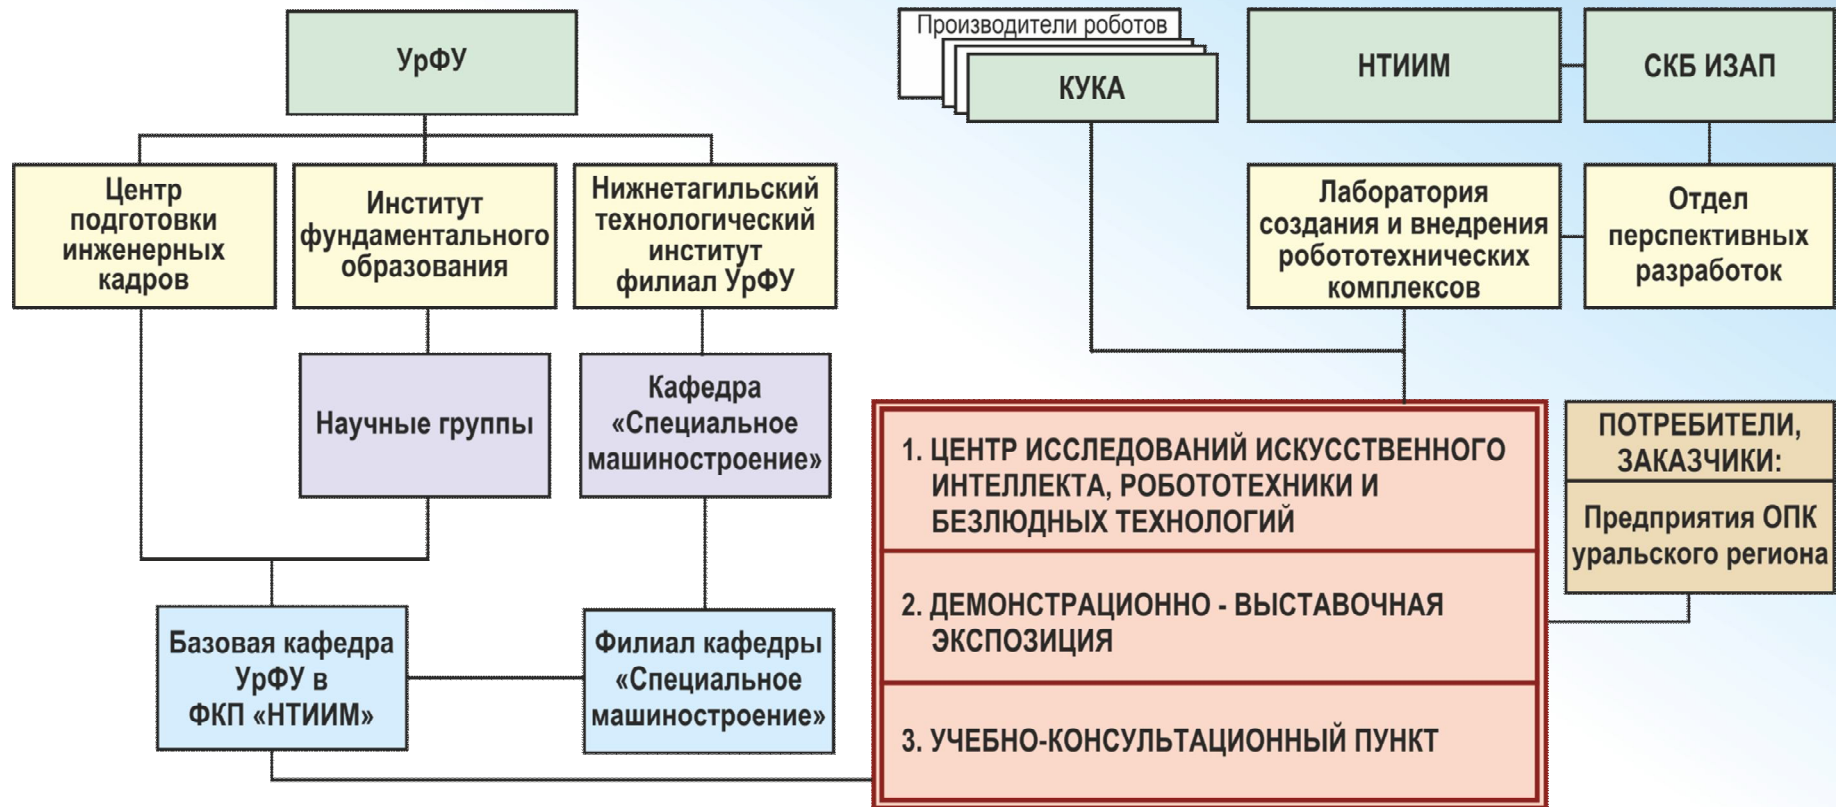 УрФУ
Производители роботов
КУКА
НТИИМ
СКБ ИЗАП
Центр
подготовки
инженерных
кадров
Институт
фундаментального
образования
Нижнетагильский
технологический
институт
филиал УрФУ
Лаборатория
создания и внедрения
робототехнических
комплексов
Отдел
перспективных
разработок
Научные группы
Кафедра
«Специальное
машиностроение»
1. ЦЕНТР ИССЛЕДОВАНИЙ ИСКУССТВЕННОГО
ИНТЕЛЛЕКТА, РОБОТОТЕХНИКИ И
БЕЗЛЮДНЫХ ТЕХНОЛОГИЙ
2. ДЕМОНСТРАЦИОННО - ВЫСТАВОЧНАЯ
ЭКСПОЗИЦИЯ
3. УЧЕБНО-КОНСУЛЬТАЦИОННЫЙ ПУНКТ
ПОТРЕБИТЕЛИ,
ЗАКАЗЧИКИ:
Предприятия ОПК
уральского региона
Базовая кафедра
УрФУ в
ФКП «НТИИМ»
Филиал кафедры
«Специальное
машиностроение»